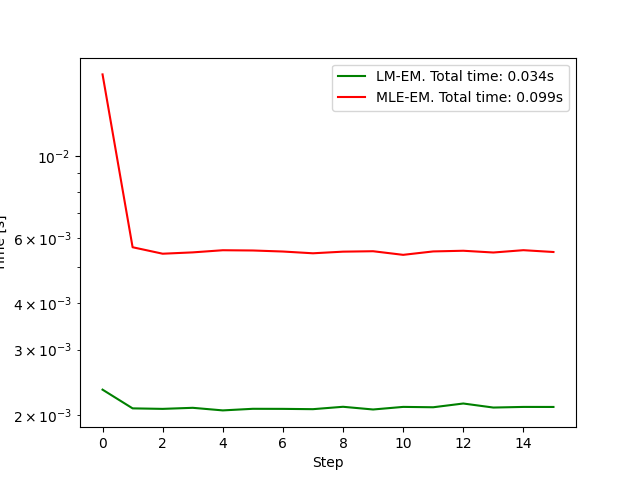 LM-EM. Total time: 0.034s
MLE-EM. Total time: 0.099s
10⁻²
6 × 10⁻³
4 × 10⁻³
3 × 10⁻³
2 × 10⁻³
[s]
0 2 4 6 8 10 12 14
Step